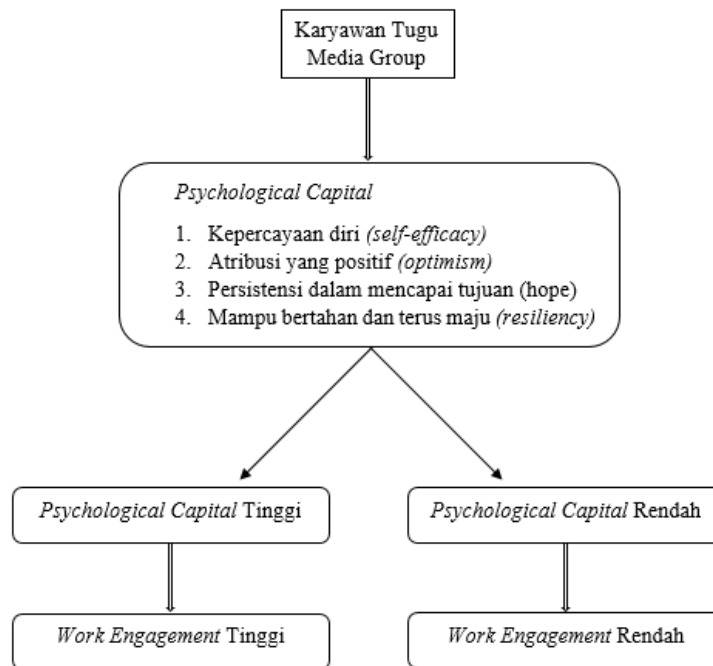 Karyawan Tugu
Media Group
Psychological Capital
1. Kepercayaan diri (self-efficacy)
2. Atribusi yang positif (optimism)
3. Persistensi dalam mencapai tujuan (hope)
4. Mampu bertahan dan terus maju (resiliency)
Psychological Capital Tinggi
Psychological Capital Rendah
Work Engagement Tinggi
Work Engagement Rendah